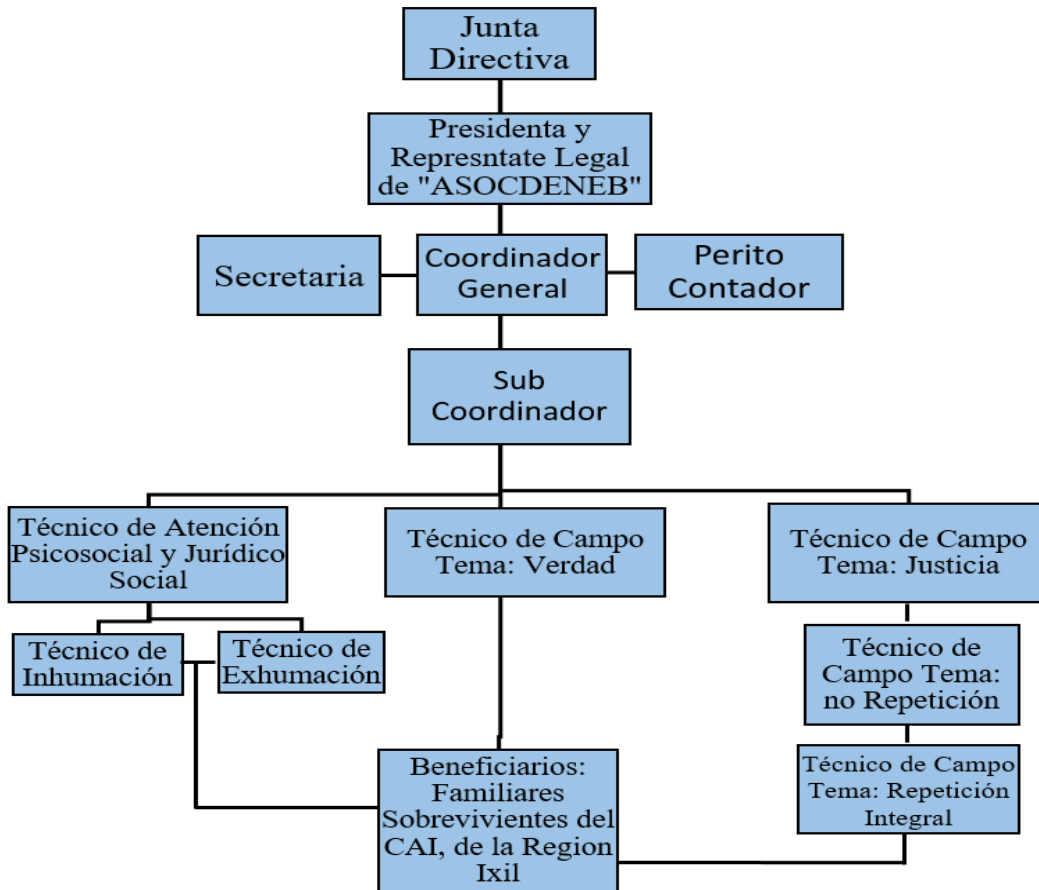 Junta
Directiva
Presidenta y
Represntate Legal
de "ASOCDENEB"
Secretaria
Coordinador
General
Perito
Contador
Sub
Coordinador
Técnico de Atención
Psicosocial y Jurídico
Social
Técnico de Campo
Tema: Verdad
Técnico de Campo
Tema: Justicia
Técnico de
Inhumación
Técnico de
Exhumación
Técnico de
Campo Tema:
no Repetición
Técnico de Campo
Tema: Repetición
Integral
Beneficiarios:
Familiares
Sobrevivientes del
CAI, de la Region
Ixil